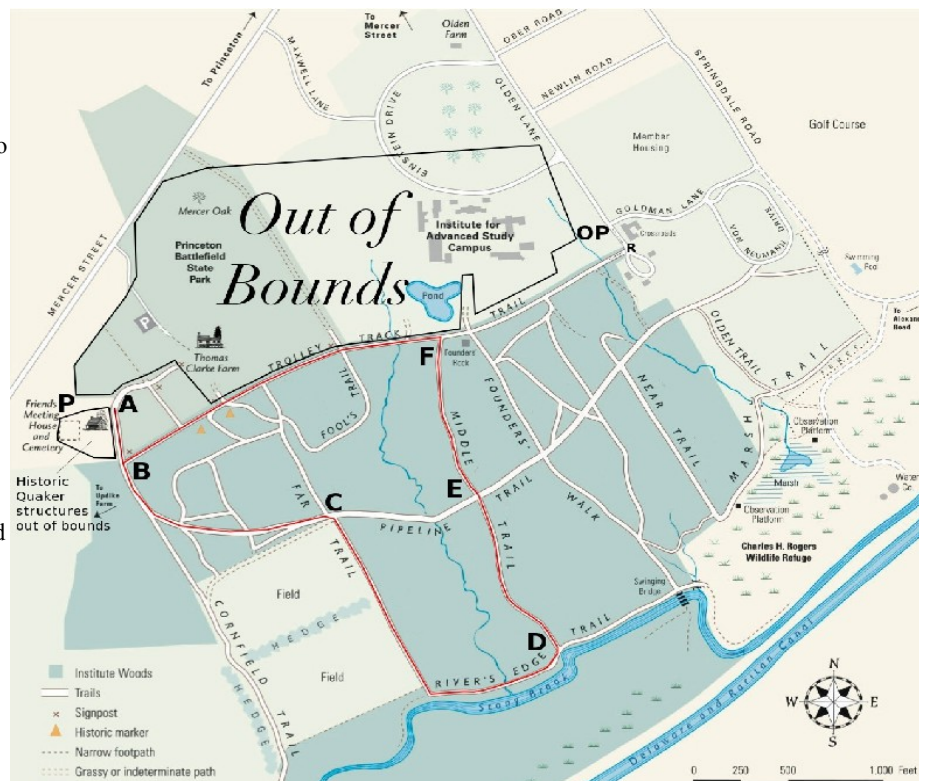 To Princeton
To
Mercer
Street
Olden
Farm
OBER ROAD
MAXWELL LANE
NEWLIN ROAD
SPRINGDALE ROAD
EINSTEIN DRIVE
OLDEN LANE
Golf Course
Member
Housing
o
Mercer Oak
Out of
Bounds
Institute for
Advanced Study
Campus
Princeton
Battlefield
State
Park
OP
R
GOLDMAN LANE
Crossroads
VON NEUMANN
DRIVE
Swimming
Pool
MERCER STREET
P
Thomas
Clarke Farm
Pond
TROLLEY TRACK TRAIL
To
Road
OLDEN TRAIL
F
Founders
Rock
P
A
Friends
Meeting
House
and
Cemetery
FOOL'S
TRAIL
MIDDLE
TRAIL
FOUNDERS'
WALK
NEAR
TRAIL
MARSH
TRAIL
Observation
Platform
B
Historic
Quaker
structures
out of bounds
To
Updike
Farm
FAR
TRAIL
C
E
PIPELINE
TRAIL
Marsh
Water
Co.
Observation
Platform
d
Charles H. Rogers
Wildlife Refuge
Field
HEDGE
Field
CORNFIELD
TRAIL
HEDGE
Swinging
Bridge
D
RIVER'S EDGE
TRAIL
Stony Brook
Delaware and Raritan Canal
Institute Woods
Trails
Signpost
Historic marker
Narrow footpath
Grassy or indeterminate path
N
W
E
S
0 250 500 1,000 Feet